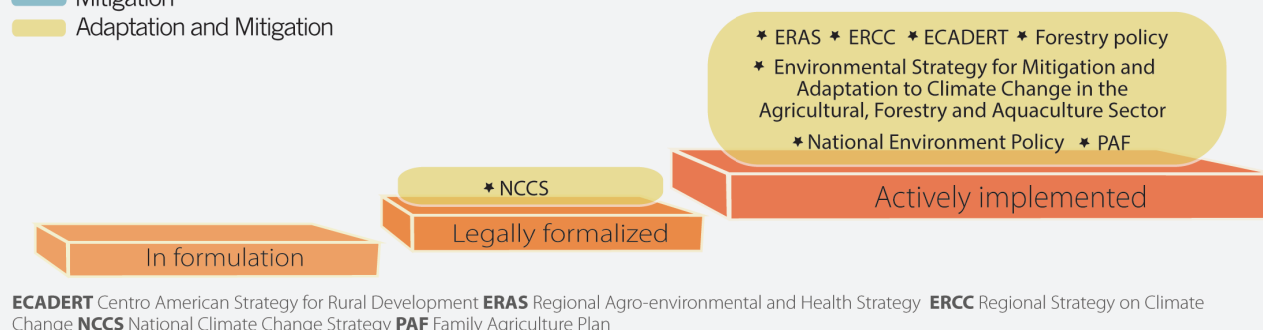 Mitigation
Adaptation and Mitigation
★ ERAS ★ ERCC ★ ECADERT ★ Forestry policy
★ Environmental Strategy for Mitigation and
Adaptation to Climate Change in the
Agricultural, Forestry and Aquaculture Sector
★ National Environment Policy ★ PAF
★ NCCS
Actively implemented
Legally formalized
In formulation
ECADERT Centro American Strategy for Rural Development ERAS Regional Agro-environmental and Health Strategy ERCC Regional Strategy on Climate
Change NCCS National Climate Change Strategy PAF Family Agriculture Plan